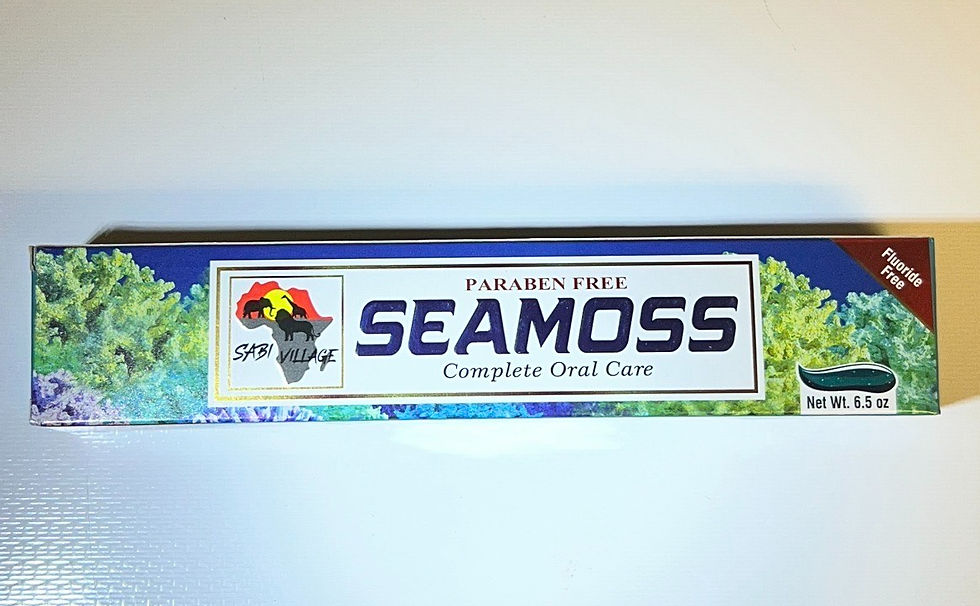 SABI VILLAGE
PARABEN FREE
SEAMOSS
Complete Oral Care
Fluoride
Free
Net Wt. 6.5 oz